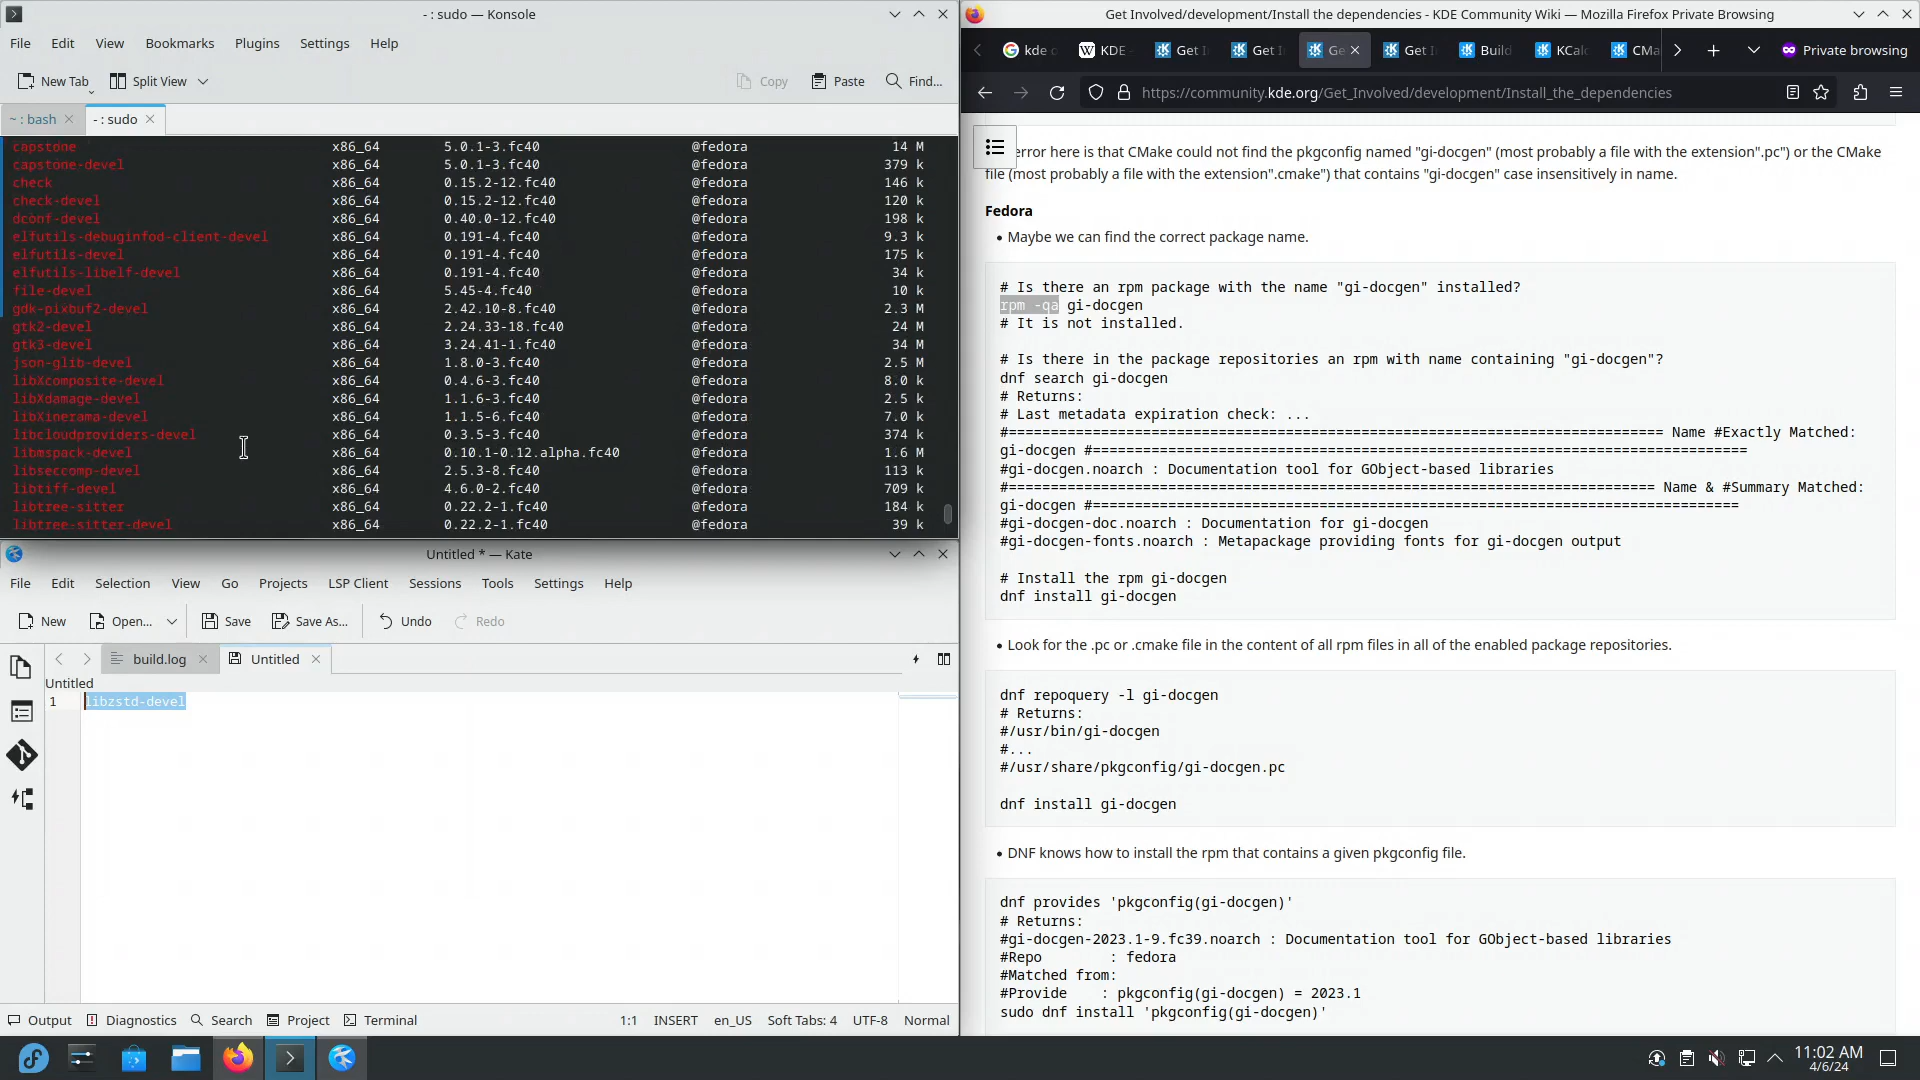 - : sudo — Konsole
File Edit View Bookmarks Plugins Settings Help
New Tab Split View Copy Paste Find...
~ : bash - : sudo
capstone x86_64 5.0.1-3.fc40 @fedora 14 M
capstone-devel x86_64 5.0.1-3.fc40 @fedora 379 k
check x86_64 0.15.2-12.fc40 @fedora 146 k
check-devel x86_64 0.15.2-12.fc40 @fedora 120 k
dconf-devel x86_64 0.40.0-12.fc40 @fedora 198 k
elfutils-debuginfod-client-devel x86_64 0.191-4.fc40 @fedora 9.3 k
elfutils-devel x86_64 0.191-4.fc40 @fedora 175 k
elfutils-libelf-devel x86_64 0.191-4.fc40 @fedora 34 k
file-devel x86_64 5.45-4.fc40 @fedora 10 k
gdk-pixbuf2-devel x86_64 2.42.10-8.fc40 @fedora 2.3 M
gtk2-devel x86_64 2.24.33-18.fc40 @fedora 24 M
gtk3-devel x86_64 3.24.41-1.fc40 @fedora 34 M
json-glib-devel x86_64 1.8.0-3.fc40 @fedora 2.5 M
libXcomposite-devel x86_64 0.4.6-3.fc40 @fedora 8.0 k
libXdamage-devel x86_64 1.1.6-3.fc40 @fedora 2.5 k
libXinerama-devel x86_64 1.1.5-6.fc40 @fedora 7.0 k
libcloudproviders-devel x86_64 0.3.5-3.fc40 @fedora 374 k
libmspack-devel x86_64 0.10.1-0.12.alpha.fc40 @fedora 1.6 M
libseccomp-devel x86_64 2.5.3-8.fc40 @fedora 113 k
libtiff-devel x86_64 4.6.0-2.fc40 @fedora 709 k
libtree-sitter x86_64 0.22.2-1.fc40 @fedora 184 k
libtree-sitter-devel x86_64 0.22.2-1.fc40 @fedora 39 k
Untitled * — Kate
File Edit Selection View Go Projects LSP Client Sessions Tools Settings Help
New Open... Save Save As... Undo Redo
build.log Untitled
Untitled
1 libzstd-devel
Output Diagnostics Search Project Terminal 1:1 INSERT en_US Soft Tabs: 4 UTF-8 Normal
Get Involved/development/Install the dependencies - KDE Community Wiki — Mozilla Firefox Private Browsing
kde KDE Get Get Ge Get Build KCal CMa Private browsing
https://community.kde.org/Get_Involved/development/Install_the_dependencies
error here is that CMake could not find the pkgconfig named "gi-docgen" (most probably a file with the extension".pc") or the CMake
file (most probably a file with the extension".cmake") that contains "gi-docgen" case insensitively in name.
Fedora
• Maybe we can find the correct package name.
# Is there an rpm package with the name "gi-docgen" installed?
rpm -qa gi-docgen
# It is not installed.
# Is there in the package repositories an rpm with name containing "gi-docgen"?
dnf search gi-docgen
# Returns:
# Last metadata expiration check: ...
#============================================================================== Name #Exactly Matched:
gi-docgen #==============================================================================
#gi-docgen.noarch : Documentation tool for GObject-based libraries
#============================================================================= Name & #Summary Matched:
gi-docgen #=============================================================================
#gi-docgen-doc.noarch : Documentation for gi-docgen
#gi-docgen-fonts.noarch : Metapackage providing fonts for gi-docgen output
# Install the rpm gi-docgen
dnf install gi-docgen
• Look for the .pc or .cmake file in the content of all rpm files in all of the enabled package repositories.
dnf repoquery -l gi-docgen
# Returns:
#/usr/bin/gi-docgen
#...
#/usr/share/pkgconfig/gi-docgen.pc
dnf install gi-docgen
• DNF knows how to install the rpm that contains a given pkgconfig file.
dnf provides 'pkgconfig(gi-docgen)'
# Returns:
#gi-docgen-2023.1-9.fc39.noarch : Documentation tool for GObject-based libraries
#Repo : fedora
#Matched from:
#Provide : pkgconfig(gi-docgen) = 2023.1
sudo dnf install 'pkgconfig(gi-docgen)'
11:02 AM
4/6/24